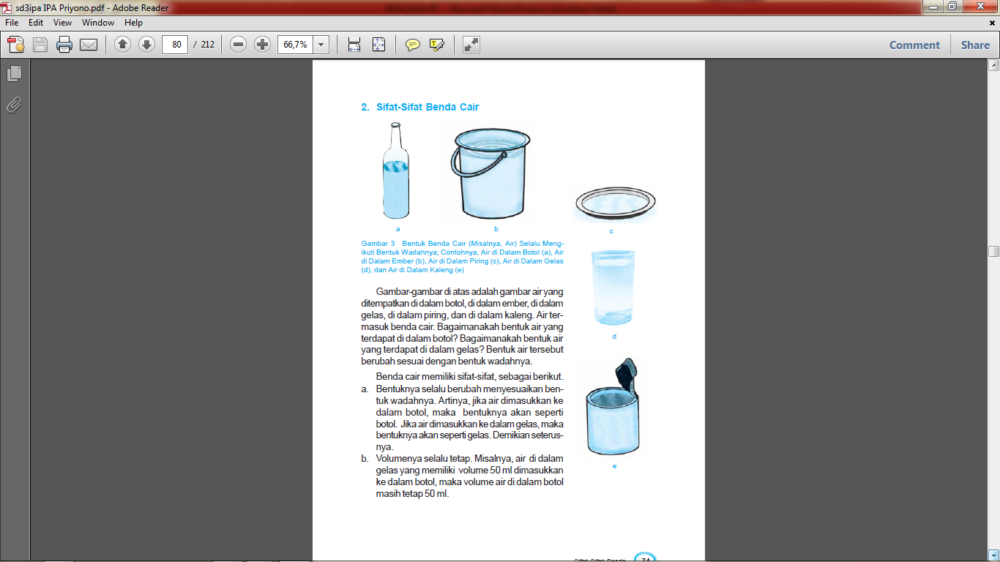 sd3ipa IPA Priyono.pdf - Adobe Reader
File Edit View Window Help
80 / 212
66,7%
Comment Share
2. Sifat-Sifat Benda Cair
a
b
c
Gambar 3 Bentuk Benda Cair (Misalnya, Air) Selalu Meng-
ikuti Bentuk Wadahnya; Contohnya, Air di Dalam Botol (a), Air
di Dalam Ember (b), Air di Dalam Piring (c), Air di Dalam Gelas
(d), dan Air di Dalam Kaleng (e)
Gambar-gambar di atas adalah gambar air yang
ditempatkan di dalam botol, di dalam ember, di dalam
gelas, di dalam piring, dan di dalam kaleng. Air ter-
masuk benda cair. Bagaimanakah bentuk air yang
terdapat di dalam botol? Bagaimanakah bentuk air
yang terdapat di dalam gelas? Bentuk air tersebut
berubah sesuai dengan bentuk wadahnya.
d
Benda cair memiliki sifat-sifat, sebagai berikut.
a. Bentuknya selalu berubah menyesuaikan ben-
tuk wadahnya. Artinya, jika air dimasukkan ke
dalam botol, maka bentuknya akan seperti
botol. Jika air dimasukkan ke dalam gelas, maka
bentuknya akan seperti gelas. Demikian seterus-
nya.
b. Volumenya selalu tetap. Misalnya, air di dalam
gelas yang memiliki volume 50 ml dimasukkan
ke dalam botol, maka volume air di dalam botol
masih tetap 50 ml.
e
Sifat-Sifat Benda